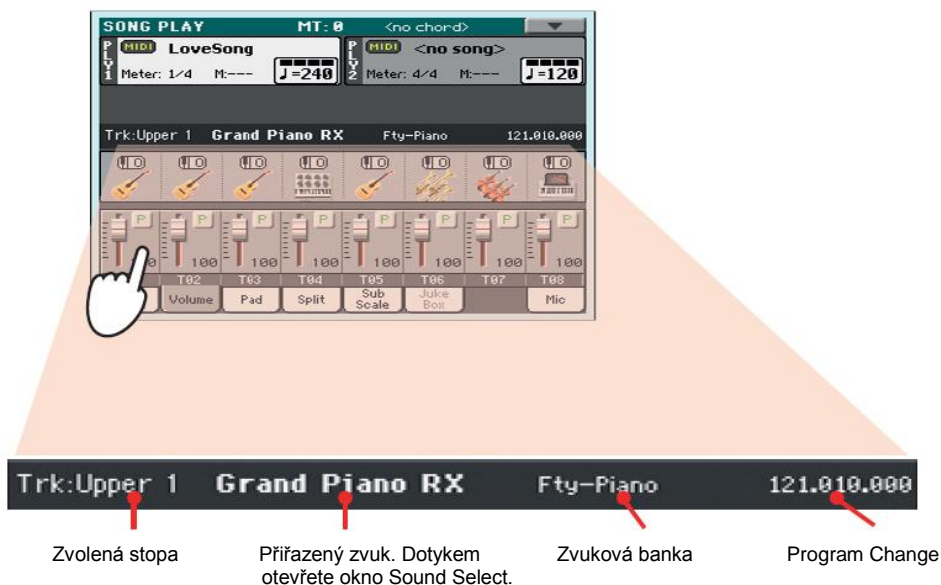 SONG PLAY MT: 0 <no chord>
PLY1 MIDI LoveSong PLY2 MIDI <no song>
Meter: 1/4 M:--- ♩=240 Meter: 4/4 M:--- ♩=120
Trk:Upper 1 Grand Piano RX Fty-Piano 121.010.000
P P P P P P P P
100 100 100 100 100 100 100
T02 T03 T04 T05 T06 T07 T08
Volume Pad Split Sub Scale Juke Box Mic
Trk:Upper 1 Grand Piano RX Fty-Piano 121.010.000
Zvolená stopa Přiřazený zvuk. Dotykem Zvuková banka Program Change
otevřete okno Sound Select.